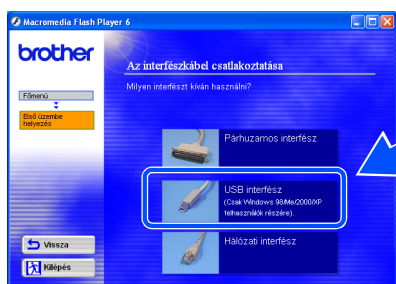 Macromedia Flash Player 6
brother
Az interfészkábel csatlakoztatása
Milyen interfészt kíván használni?
Főmenü
Első üzembe
helyezés
Párhuzamos interfész
USB interfész
(Csak Windows 98/Me/2000/XP
felhasználók részére).
Hálózati interfész
Vissza
Kilépés